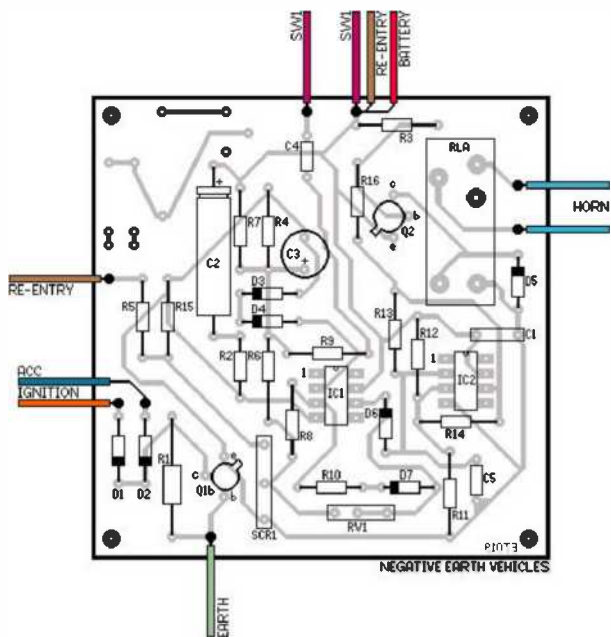 SW1
SW1
RE-ENTRY
BATTERY
R3
C4
RLA
R16
c
b
Q2
e
HORN
+
R7
R4
C2
C3
+
D5
RE-ENTRY
D3
D4
R5
R15
R13
R12
C1
R2
R6
R9
1
IC1
1
IC2
ACC
IGNITION
D6
R8
R14
D1
D2
R1
c
e
b
Q1b
SCR1
R10
D7
RV1
R11
C5
NEGATIVE EARTH VEHICLES
EARTH